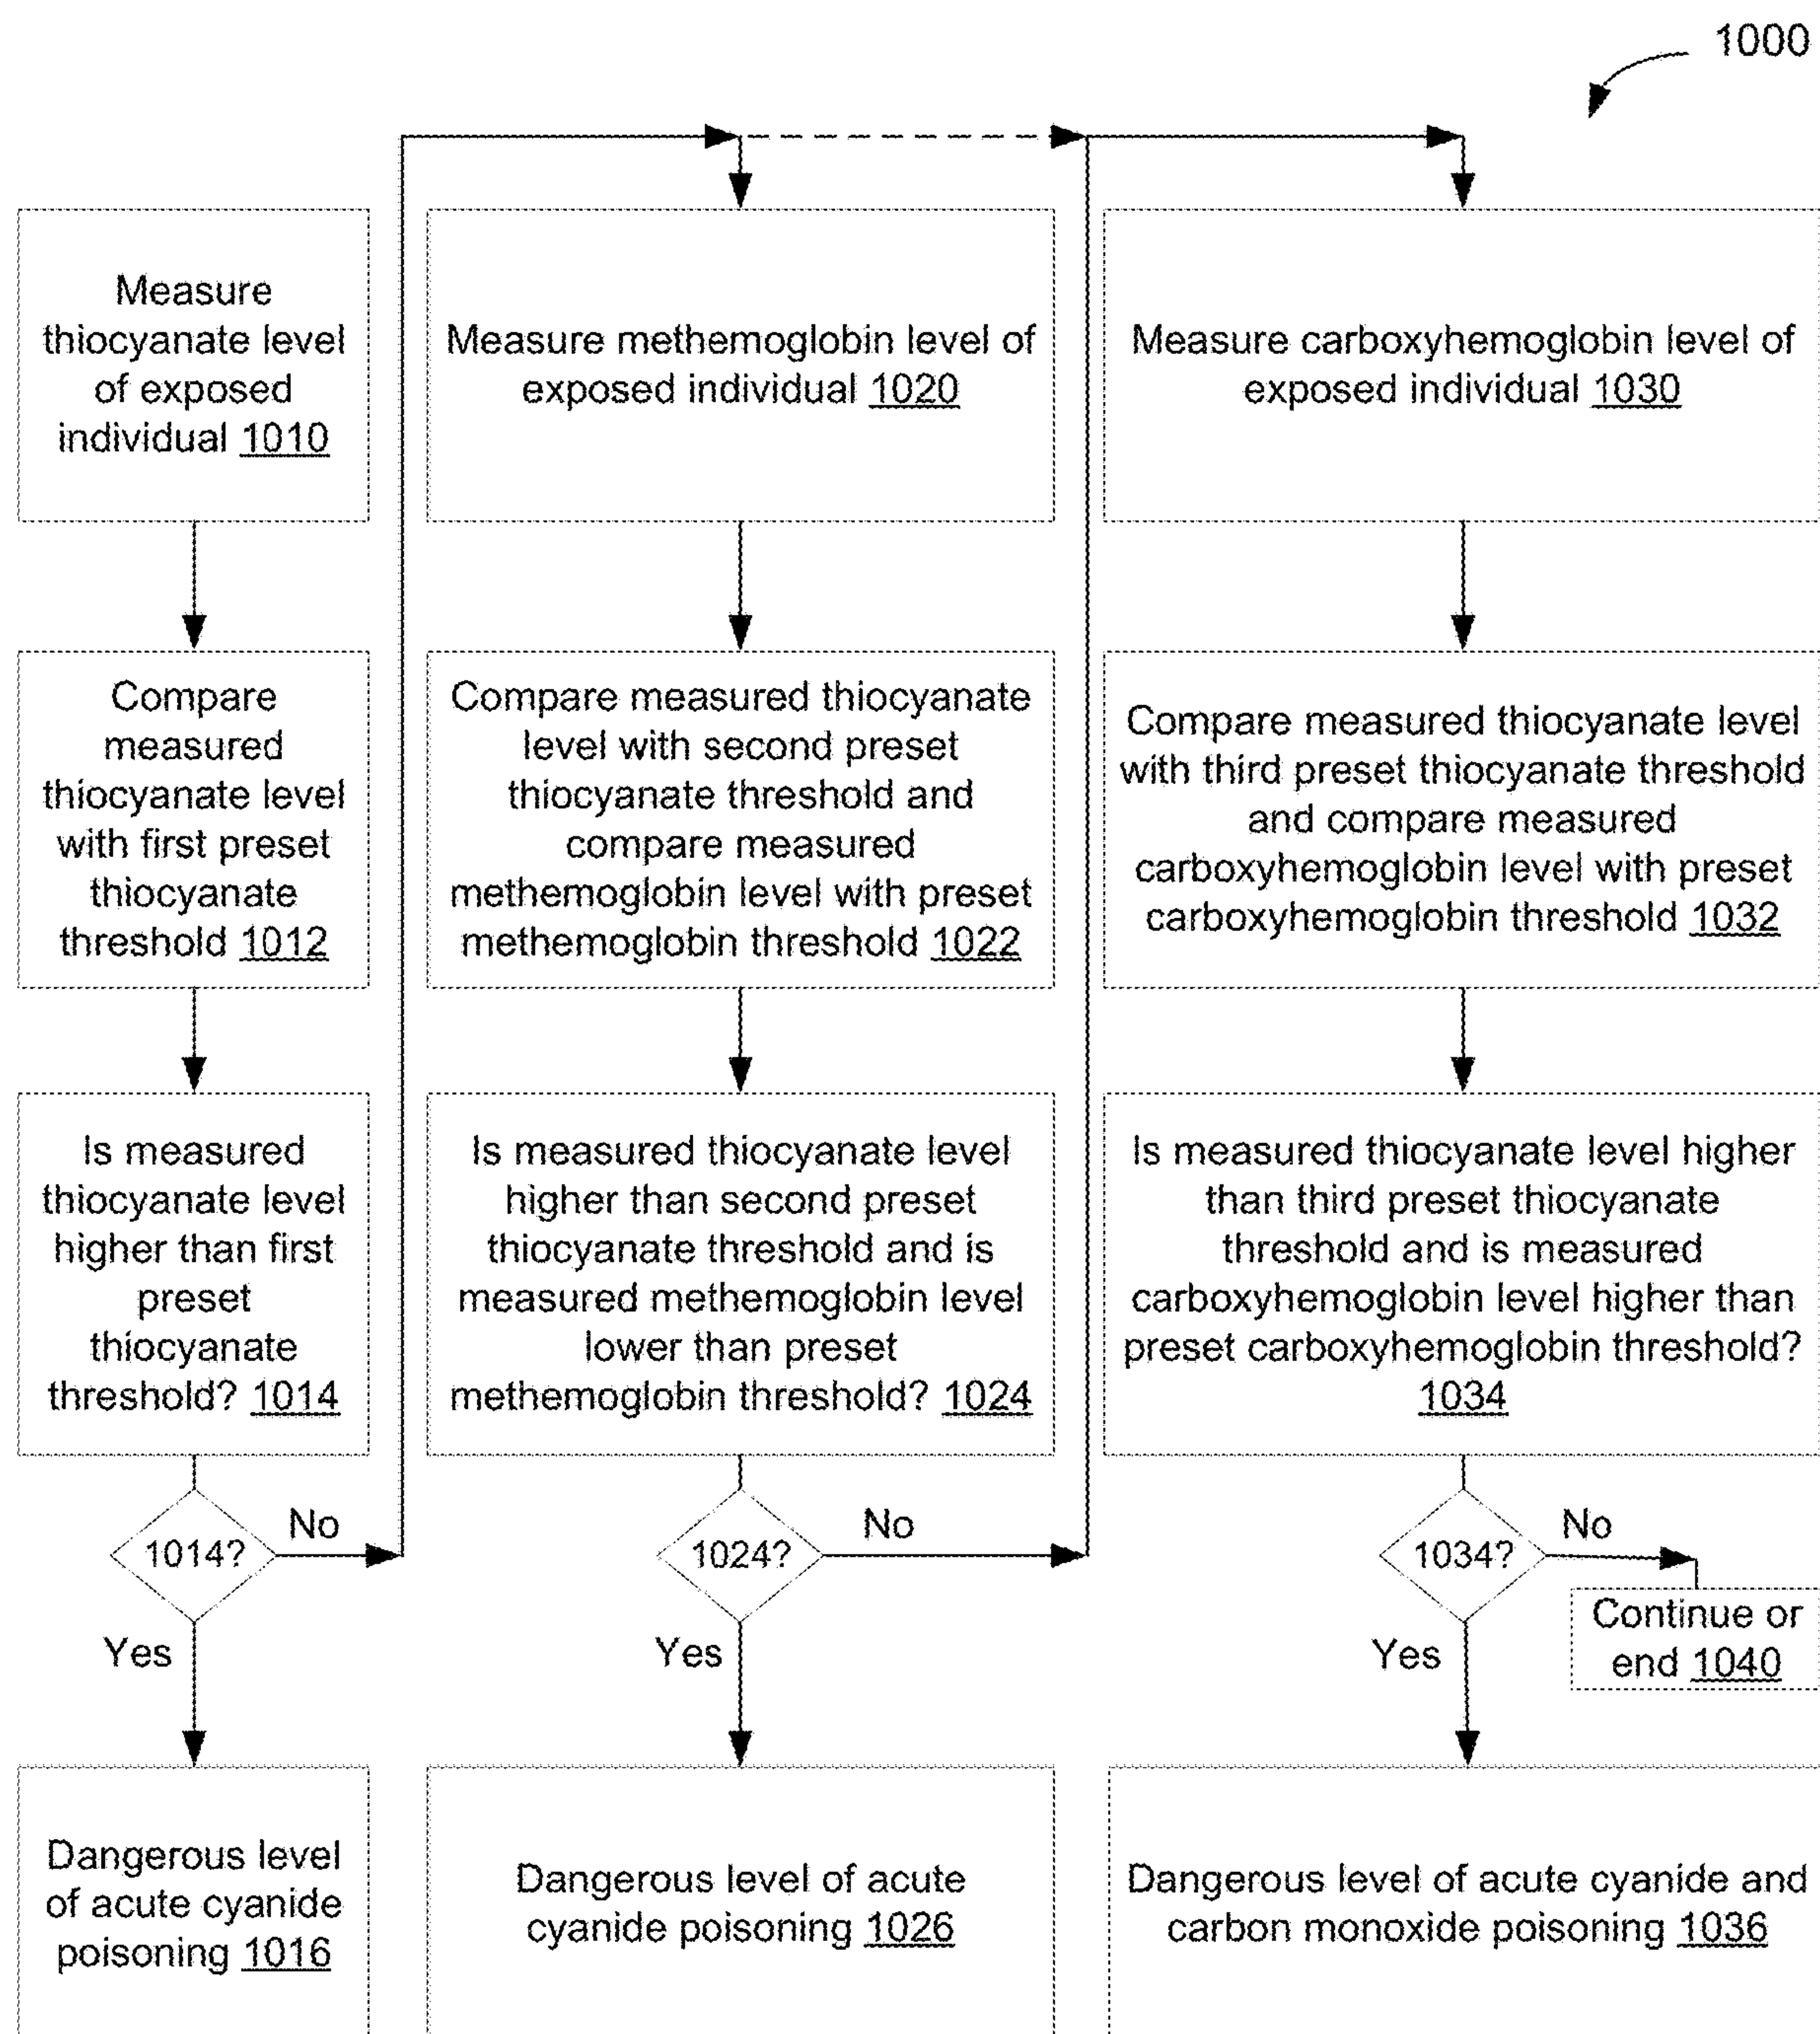 1000
Measure
thiocyanate level
of exposed
individual 1010
Measure methemoglobin level of
exposed individual 1020
Measure carboxyhemoglobin level of
exposed individual 1030
Compare
measured
thiocyanate level
with first preset
thiocyanate
threshold 1012
Compare measured thiocyanate
level with second preset
thiocyanate threshold and
compare measured
methemoglobin level with preset
methemoglobin threshold 1022
Compare measured thiocyanate level
with third preset thiocyanate threshold
and compare measured
carboxyhemoglobin level with preset
carboxyhemoglobin threshold 1032
Is measured
thiocyanate level
higher than first
preset
thiocyanate
threshold? 1014
Is measured thiocyanate level
higher than second preset
thiocyanate threshold and is
measured methemoglobin level
lower than preset
methemoglobin threshold? 1024
Is measured thiocyanate level higher
than third preset thiocyanate
threshold and is measured
carboxyhemoglobin level higher than
preset carboxyhemoglobin threshold?
1034
1014?
No
Yes
1024?
No
Yes
1034?
No
Yes
Continue or
end 1040
Dangerous level
of acute cyanide
poisoning 1016
Dangerous level of acute
cyanide poisoning 1026
Dangerous level of acute cyanide and
carbon monoxide poisoning 1036